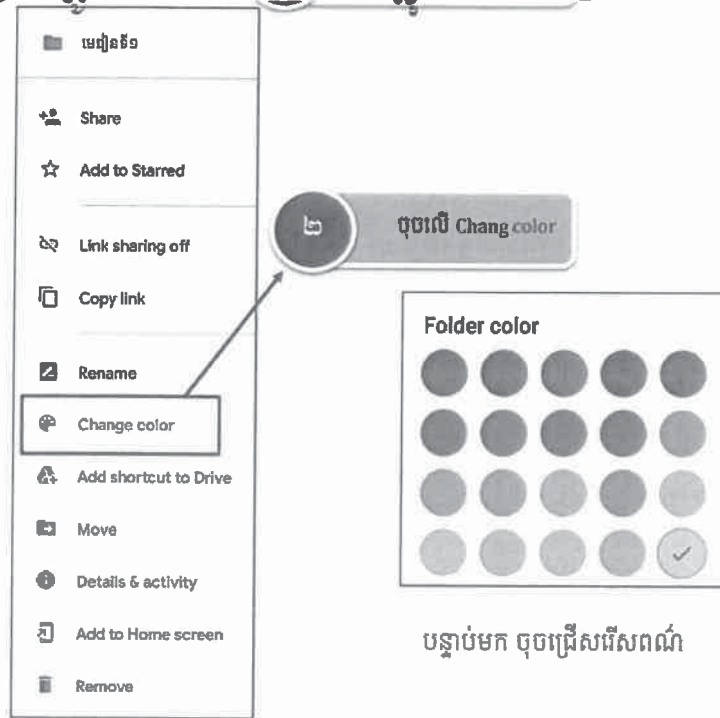 មេរៀនទី១
Share
Add to Starred
Link sharing off
Copy link
Rename
Change color
Add shortcut to Drive
Move
Details & activity
Add to Home screen
Remove
២
ចុចលើ Chang color
Folder color
បន្ទាប់មក ចុចជ្រើសរើសពណ៌